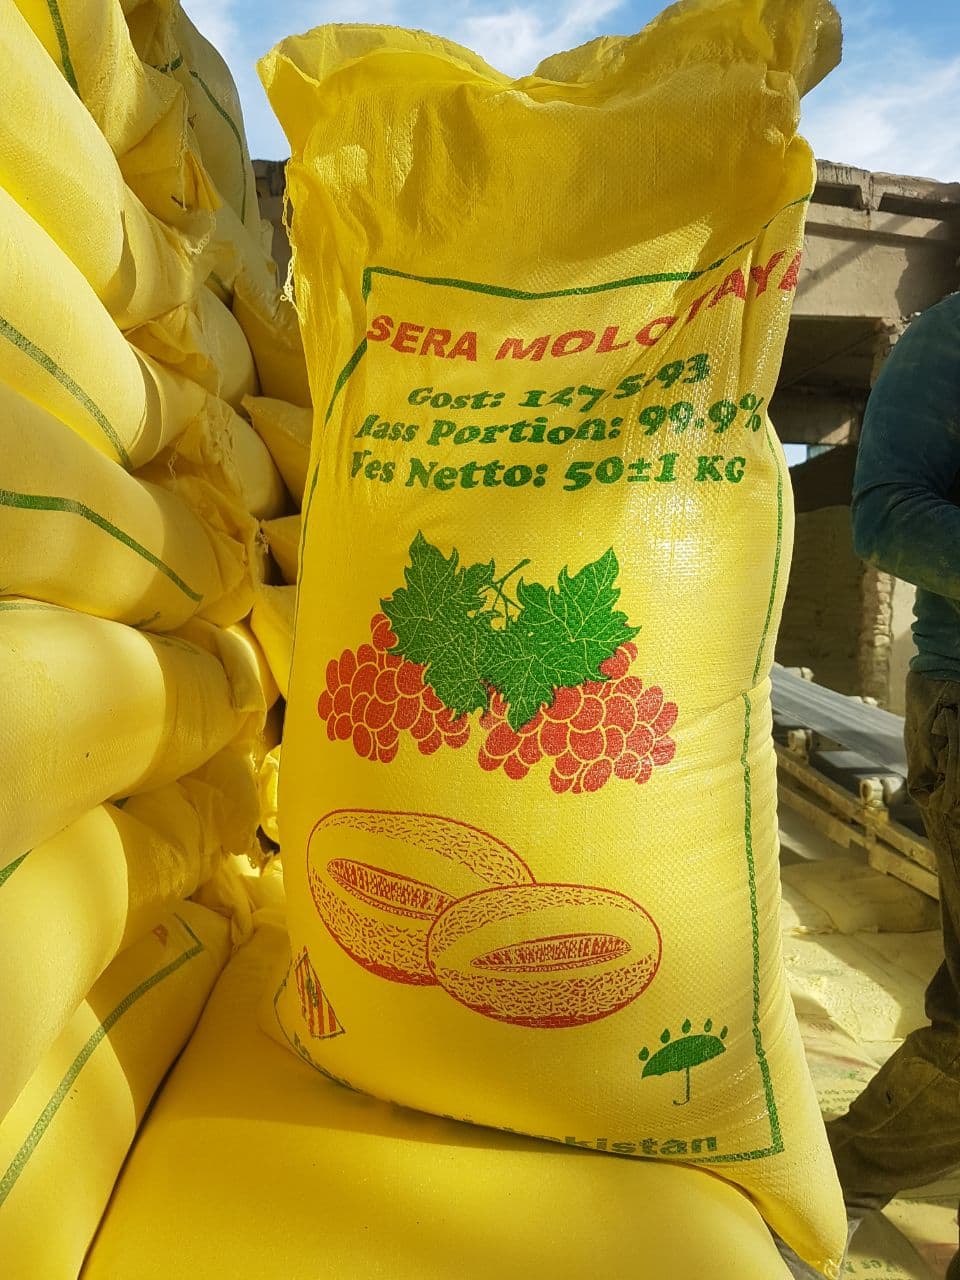 SERA MOLOTAYA
Gost: 127 5-93
Mass Portion: 99.9%
Ves Netto: 50±1 KG